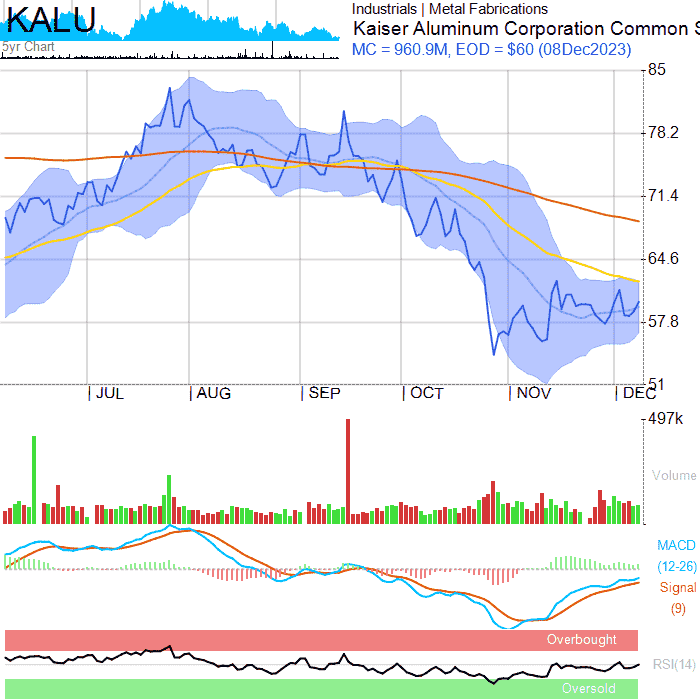 KALU
5yr Chart
Industrials | Metal Fabrications
Kaiser Aluminum Corporation Common S
MC = 960.9M, EOD = $60 (08Dec2023)
85
78.2
71.4
64.6
57.8
51
JUL AUG SEP OCT NOV DEC
497k
Volume
MACD
(12-26)
Signal
(9)
Overbought
RSI(14)
Oversold